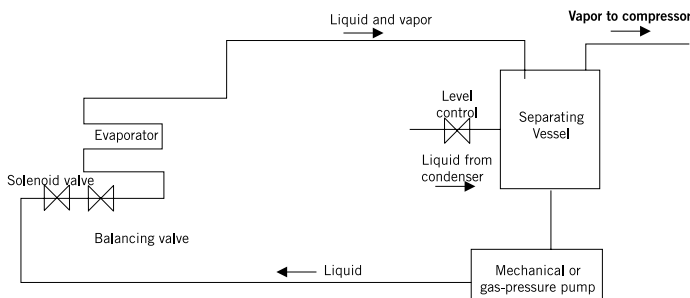 Liquid and vapor
Vapor to compressor
Level
control
Separating
Vessel
Evaporator
Liquid from
condenser
Solenoid valve
Balancing valve
Liquid
Mechanical or
gas-pressure pump